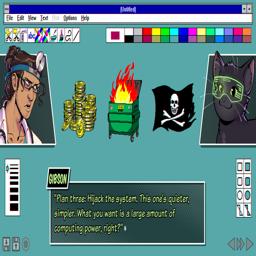 (Untitled)
File Edit View Text Options Help
GIBSON
"Plan three: Hijack the system. This one's quieter,
simpler. What you want is a large amount of
computing power, right?"